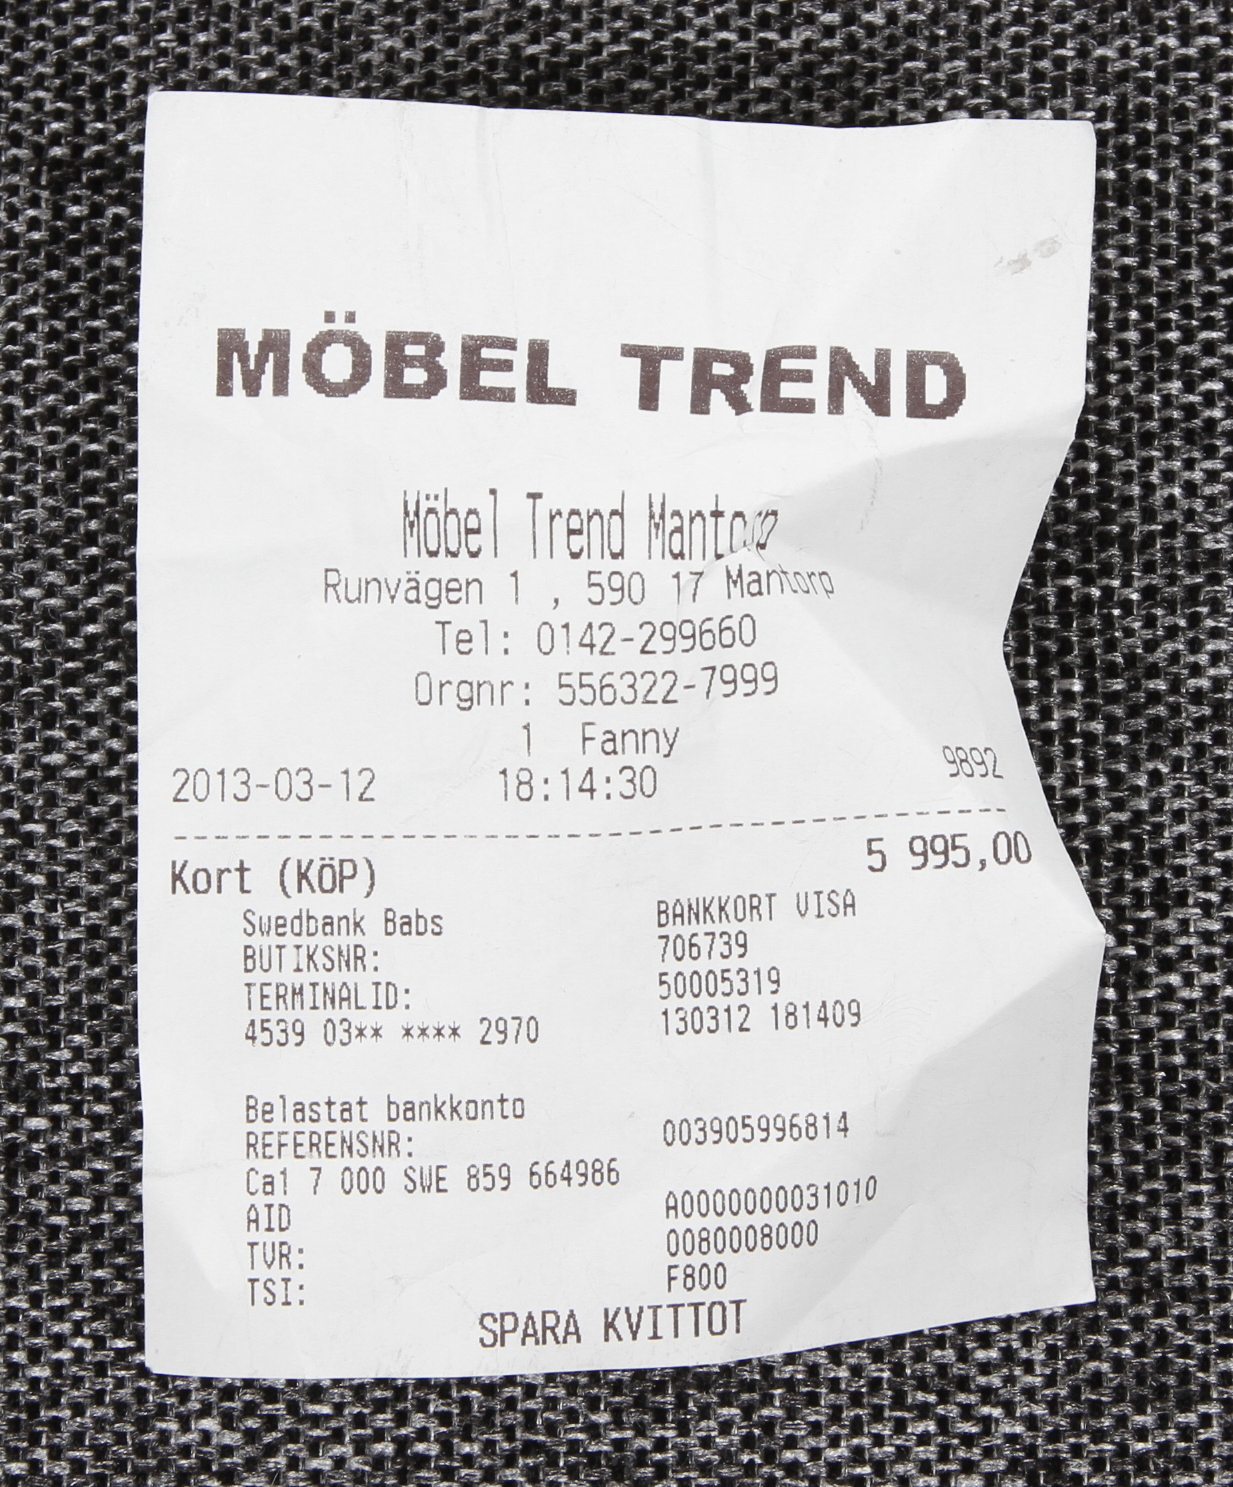 MÖBEL TREND
Möbel Trend Mantorp
Runvägen 1 , 590 17 Mantorp
Tel: 0142-299660
Orgnr: 556322-7999
1 Fanny
2013-03-12 18:14:30 9892
Kort (KÖP) 5 995,00
Swedbank Babs BANKKORT VISA
BUTIKSNR: 706739
TERMINALID: 50005319
4539 03** **** 2970 130312 181409
Belastat bankkonto
REFERENSNR: 003905996814
Ca1 7 000 SWE 859 664986
AID A0000000031010
TVR: 0080008000
TSI: F800
SPARA KVITTOT